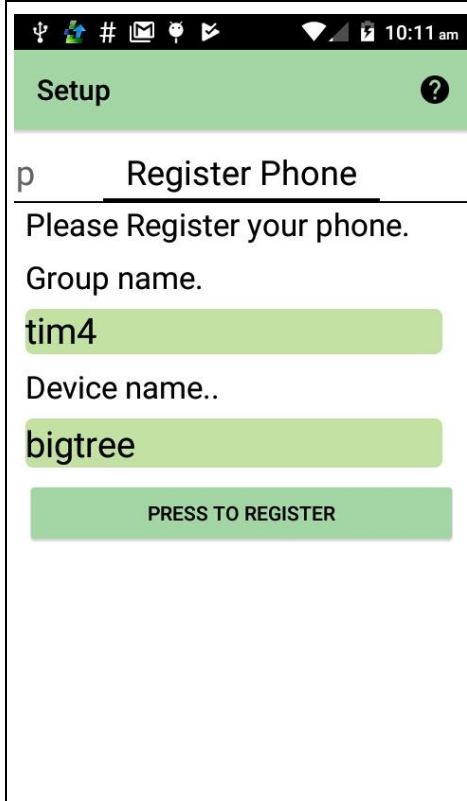 # 10:11 am
Setup
p Register Phone
Please Register your phone.
Group name.
tim4
Device name..
bigtree
PRESS TO REGISTER